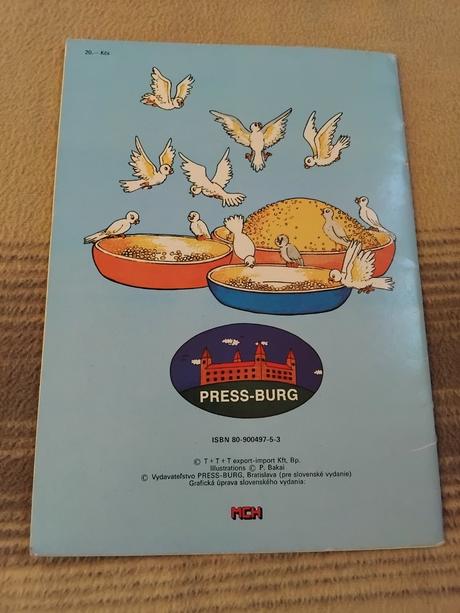 20.– Kčs
PRESS-BURG
ISBN 80-900497-5-3
© T + T + T export-import Kft, Bp.
Illustrations © P. Bakai
© Vydavateľstvo PRESS-BURG, Bratislava (pre slovenské vydanie)
Grafická úprava slovenského vydania:
MCH